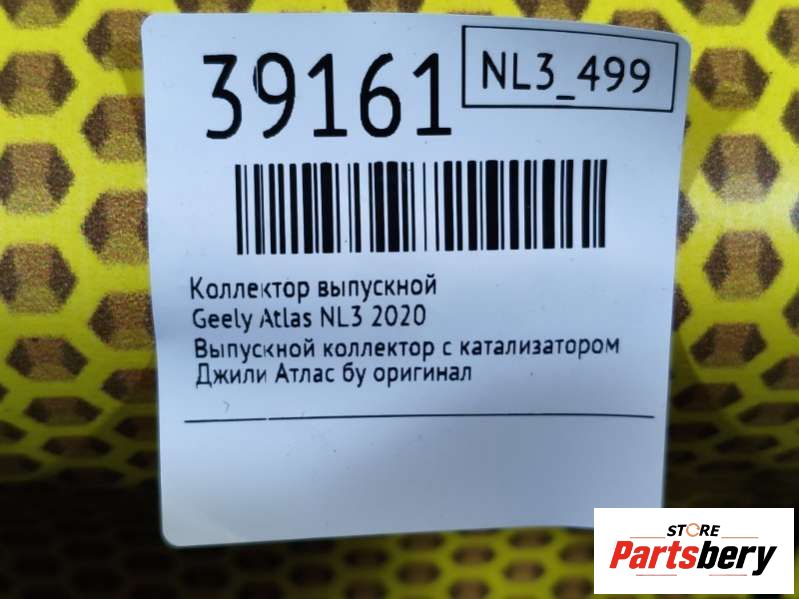 39161
NL3_499
Коллектор выпускной
Geely Atlas NL3 2020
Выпускной коллектор с катализатором
Джили Атлас бу оригинал
STORE
Partsbery